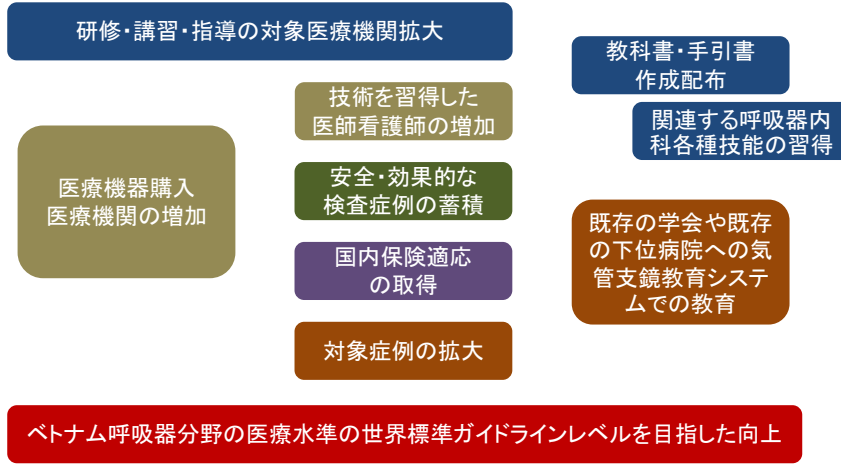 研修・講習・指導の対象医療機関拡大
教科書・手引書
作成配布
技術を習得した
医師看護師の増加
関連する呼吸器内
科各種技能の習得
医療機器購入
医療機関の増加
安全・効果的な
検査症例の蓄積
既存の学会や既存
の下位病院への気
管支鏡教育システ
ムでの教育
国内保険適応
の取得
対象症例の拡大
ベトナム呼吸器分野の医療水準の世界標準ガイドラインレベルを目指した向上